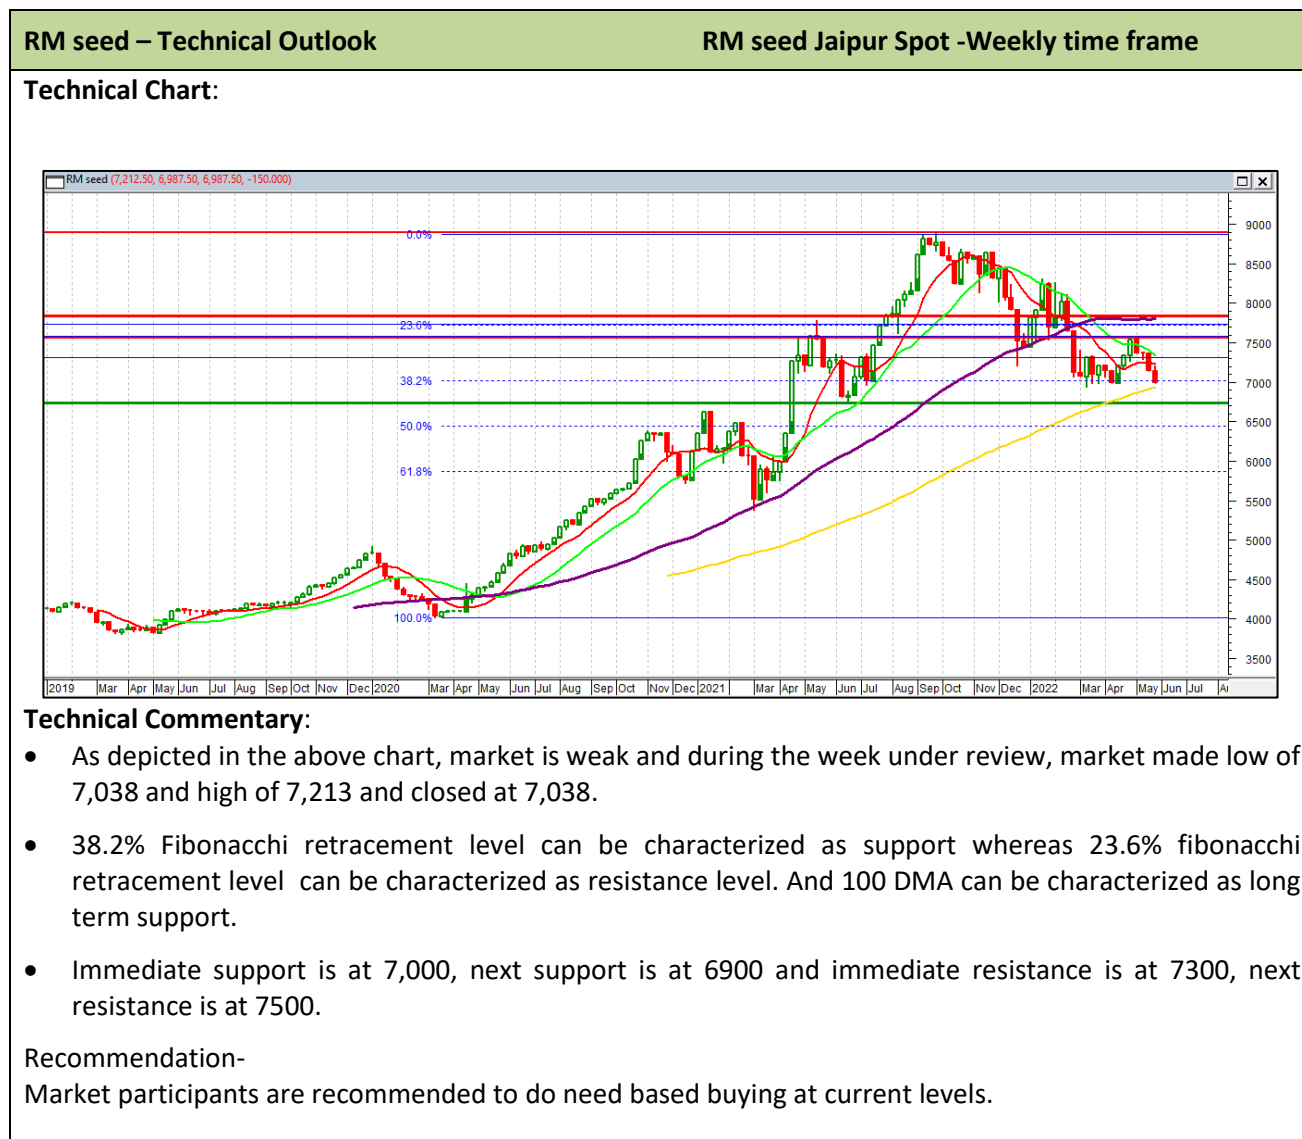 RM seed – Technical Outlook RM seed Jaipur Spot -Weekly time frame
Technical Chart:
RM seed (7,212.50, 6,987.50, 6,987.50, -150.000)
0.0%
23.6%
38.2%
50.0%
61.8%
100.0%
9000
8500
8000
7500
7000
6500
6000
5500
5000
4500
4000
3500
2019 Mar Apr May Jun Jul Aug Sep Oct Nov Dec 2020 Mar Apr May Jun Jul Aug Sep Oct Nov Dec 2021 Mar Apr May Jun Jul Aug Sep Oct Nov Dec 2022 Mar Apr May Jun Jul
Technical Commentary:
• As depicted in the above chart, market is weak and during the week under review, market made low of
7,038 and high of 7,213 and closed at 7,038.
• 38.2% Fibonacchi retracement level can be characterized as support whereas 23.6% fibonacchi
retracement level can be characterized as resistance level. And 100 DMA can be characterized as long
term support.
• Immediate support is at 7,000, next support is at 6900 and immediate resistance is at 7300, next
resistance is at 7500.
Recommendation-
Market participants are recommended to do need based buying at current levels.